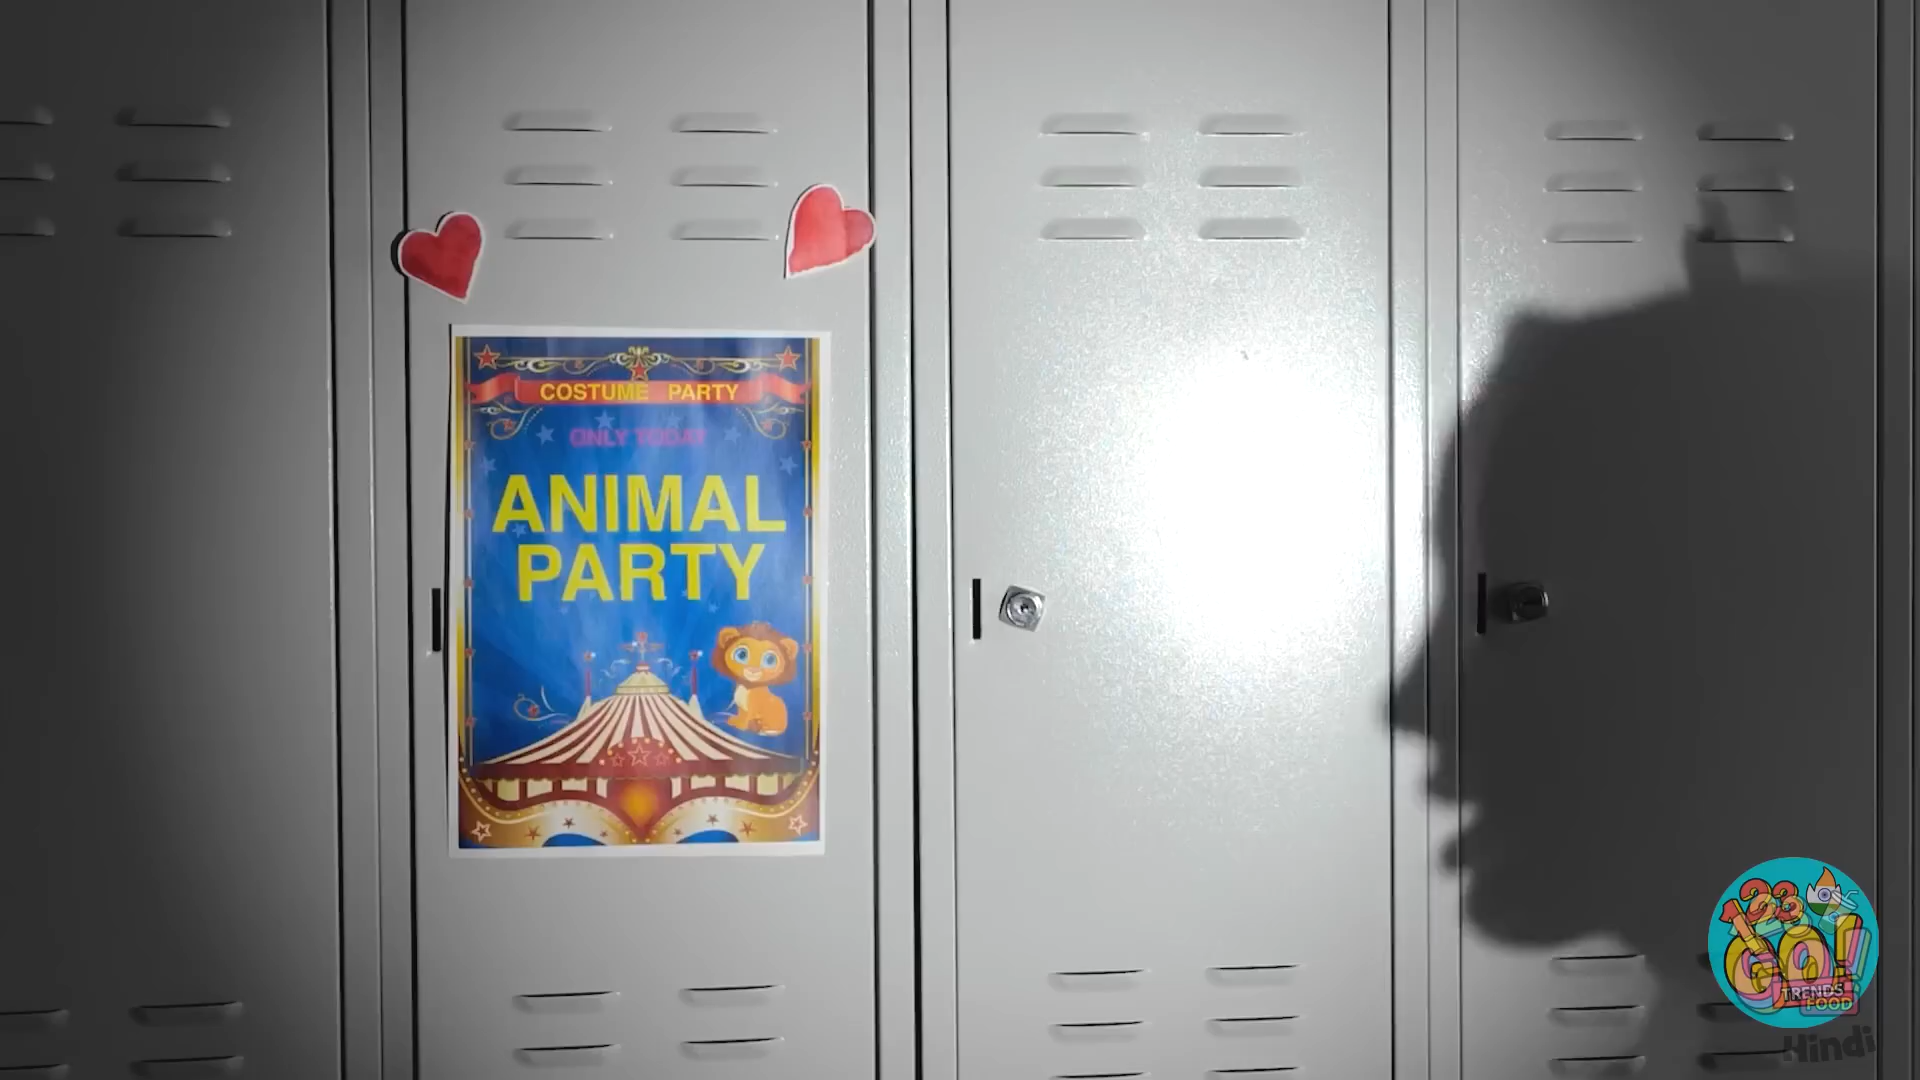 COSTUME PARTY
ONLY TODAY
ANIMAL
PARTY
123
GO!
TRENDS
FOOD
Hindi